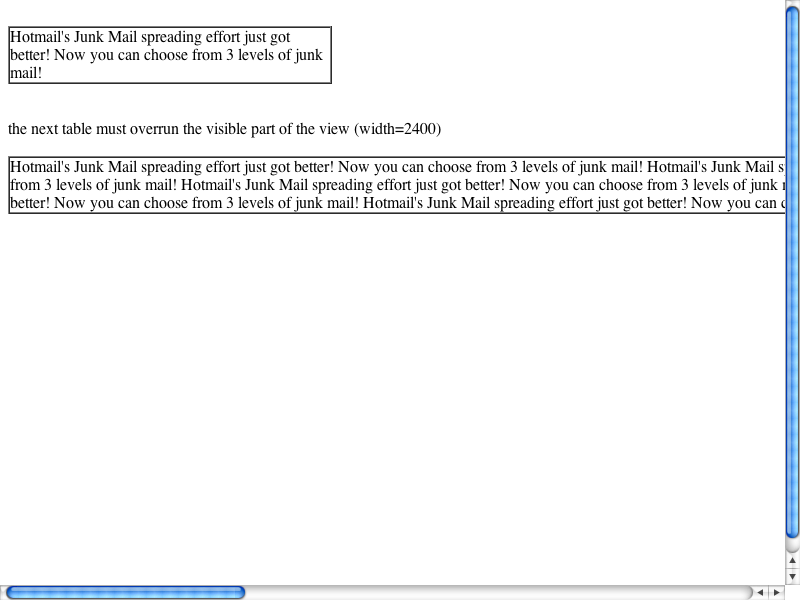 Hotmail's Junk Mail spreading effort just got
better! Now you can choose from 3 levels of junk
mail!
the next table must overrun the visible part of the view (width=2400)
Hotmail's Junk Mail spreading effort just got better! Now you can choose from 3 levels of junk mail! Hotmail's Junk Mail s
from 3 levels of junk mail! Hotmail's Junk Mail spreading effort just got better! Now you can choose from 3 levels of junk
better! Now you can choose from 3 levels of junk mail! Hotmail's Junk Mail spreading effort just got better! Now you can